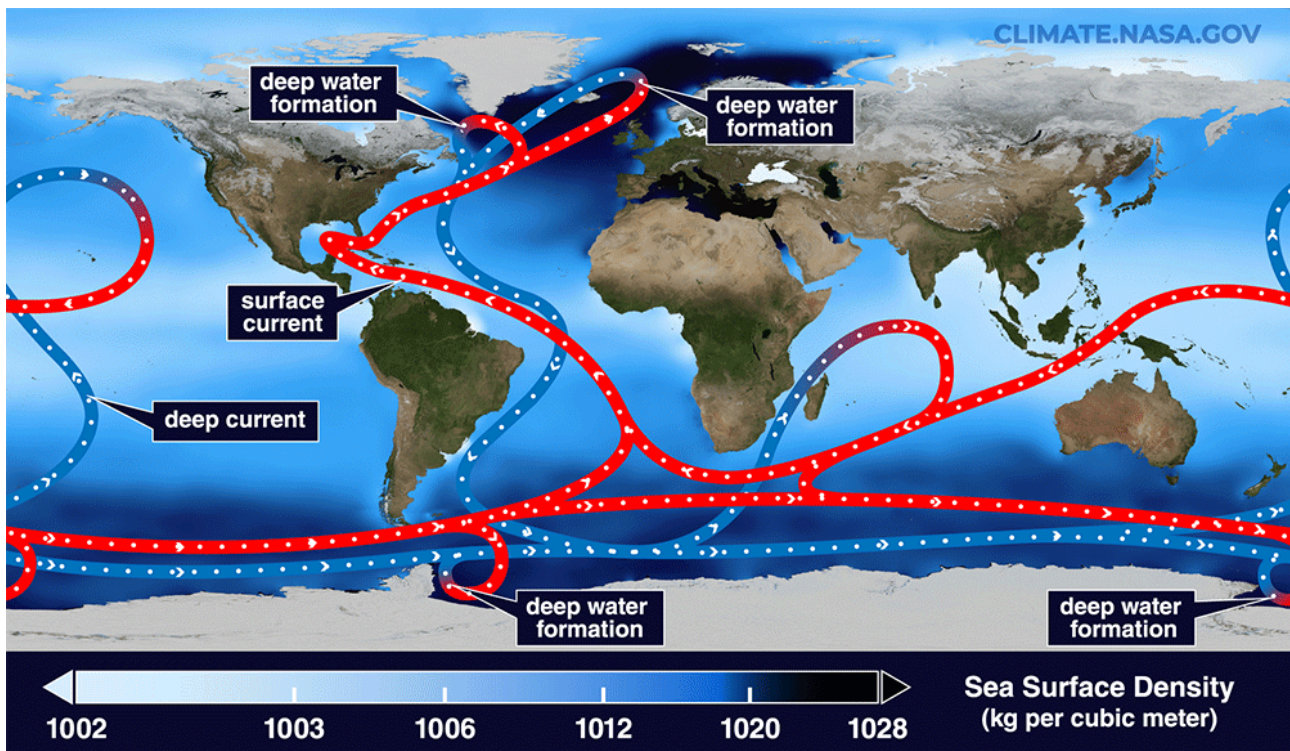 CLIMATE.NASA.GOV
deep water
formation
deep water
formation
surface
current
deep current
deep water
formation
deep water
formation
1002
1003
1006
1012
1020
1028
Sea Surface Density
(kg per cubic meter)